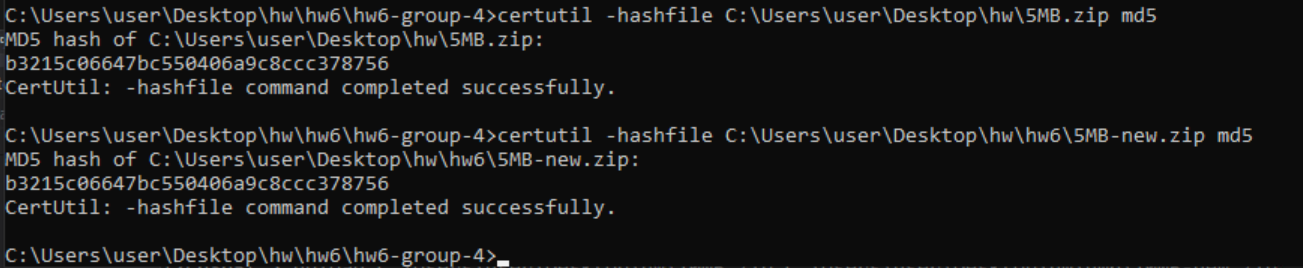 C:\Users\user\Desktop\hw\hw6\hw6-group-4>certutil -hashfile C:\Users\user\Desktop\hw\5MB.zip md5
MD5 hash of C:\Users\user\Desktop\hw\5MB.zip:
b3215c06647bc550406a9c8ccc378756
CertUtil: -hashfile command completed successfully.
C:\Users\user\Desktop\hw\hw6\hw6-group-4>certutil -hashfile C:\Users\user\Desktop\hw\hw6\5MB-new.zip md5
MD5 hash of C:\Users\user\Desktop\hw\hw6\5MB-new.zip:
b3215c06647bc550406a9c8ccc378756
CertUtil: -hashfile command completed successfully.
C:\Users\user\Desktop\hw\hw6\hw6-group-4>